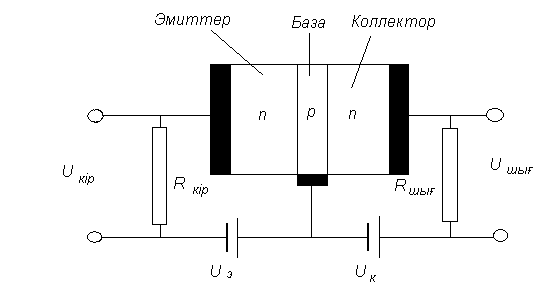 Эмиттер База Коллектор
n p n
U кір R кір R шығ U шығ
U э U к